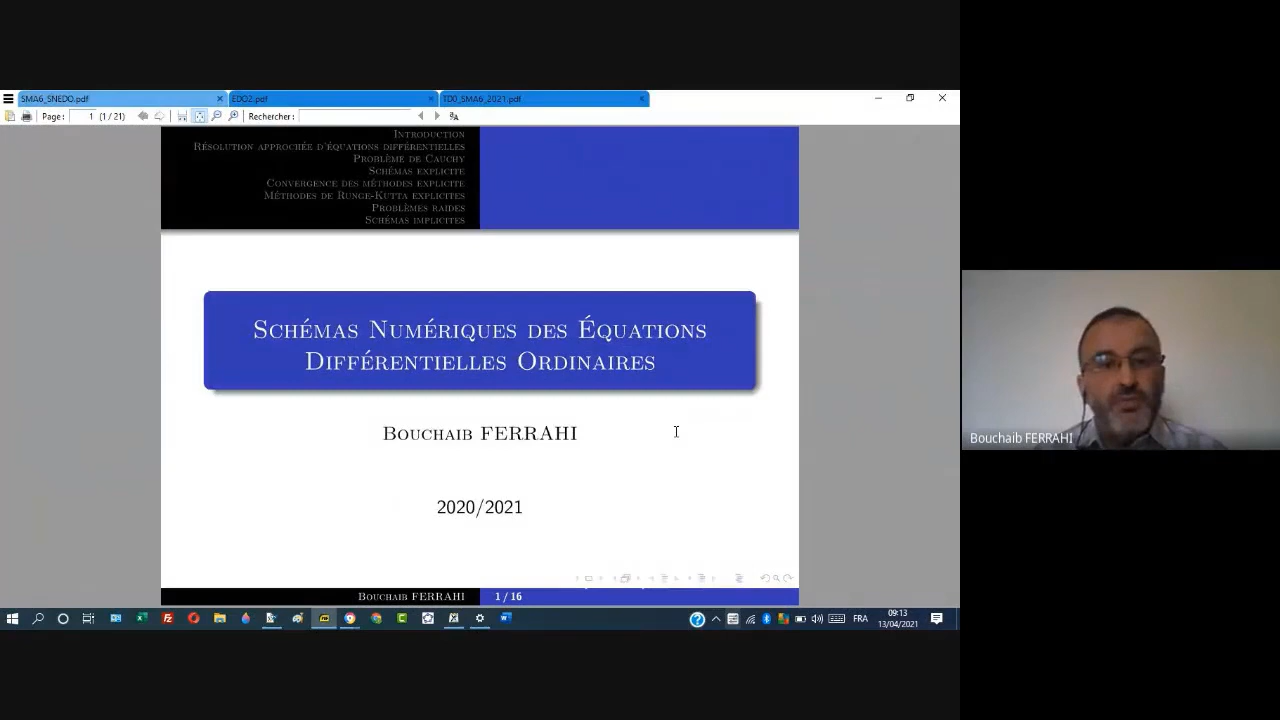 SMA6_SNEDO.pdf
EDO2.pdf
TD0_SMA6_2021.pdf
Page: 1 (1 / 21)
Rechercher :
Introduction
Résolution approchée d'équations différentielles
Problème de Cauchy
Schémas explicite
Convergence des méthodes explicite
Méthodes de Runge-Kutta explicites
Problèmes raides
Schémas implicites
Schémas Numériques des Équations
Différentielles Ordinaires
Bouchaib FERRAHI
2020/2021
Bouchaib FERRAHI
1 / 16
Bouchaib FERRAHI
FRA
09:13
13/04/2021